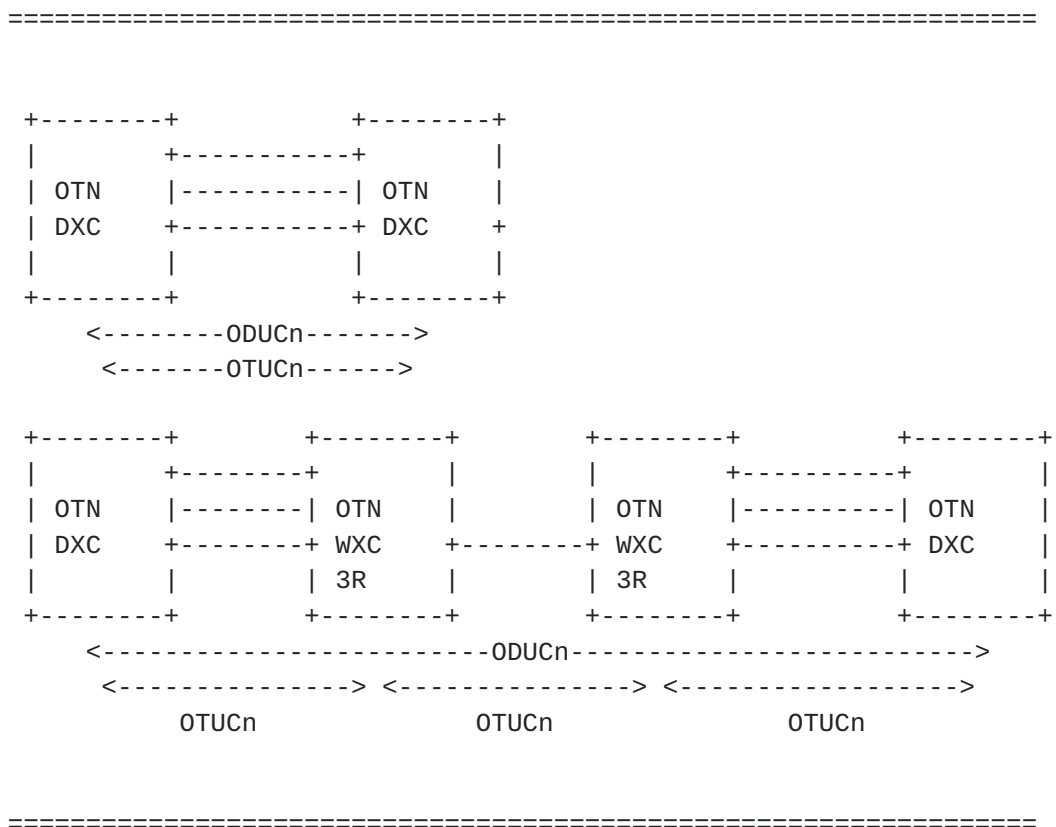 ==================================================================
+--------+           +--------+
|        +-----------+        |
| OTN    |-----------| OTN    |
| DXC    +-----------+ DXC    +
|        |           |        |
+--------+           +--------+
<--------ODUCn------->
<-------OTUCn------>
+--------+        +--------+        +--------+          +--------+
|        +--------+        |        |        +----------+        |
| OTN    |--------| OTN    |        | OTN    |----------| OTN    |
| DXC    +--------+ WXC    +--------+ WXC    +----------+ DXC    |
|        |        | 3R     |        | 3R     |          |        |
+--------+        +--------+        +--------+          +--------+
<-------------------------ODUCn-------------------------->
<---------------> <---------------> <------------------>
OTUCn              OTUCn               OTUCn
==================================================================